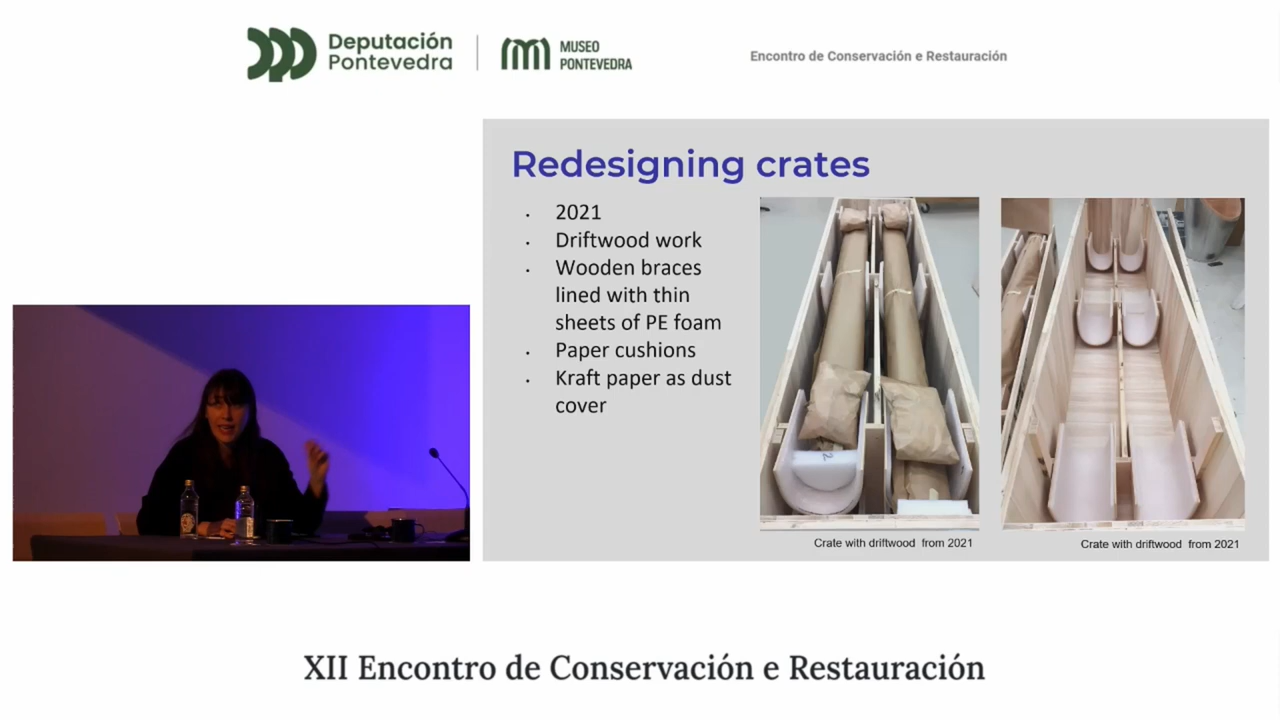 Deputación
Pontevedra
MUSEO
PONTEVEDRA
Encontro de Conservación e Restauración
Redesigning crates
• 2021
• Driftwood work
• Wooden braces
lined with thin
sheets of PE foam
• Paper cushions
• Kraft paper as dust
cover
2
Crate with driftwood from 2021
Crate with driftwood from 2021
XII Encontro de Conservación e Restauración